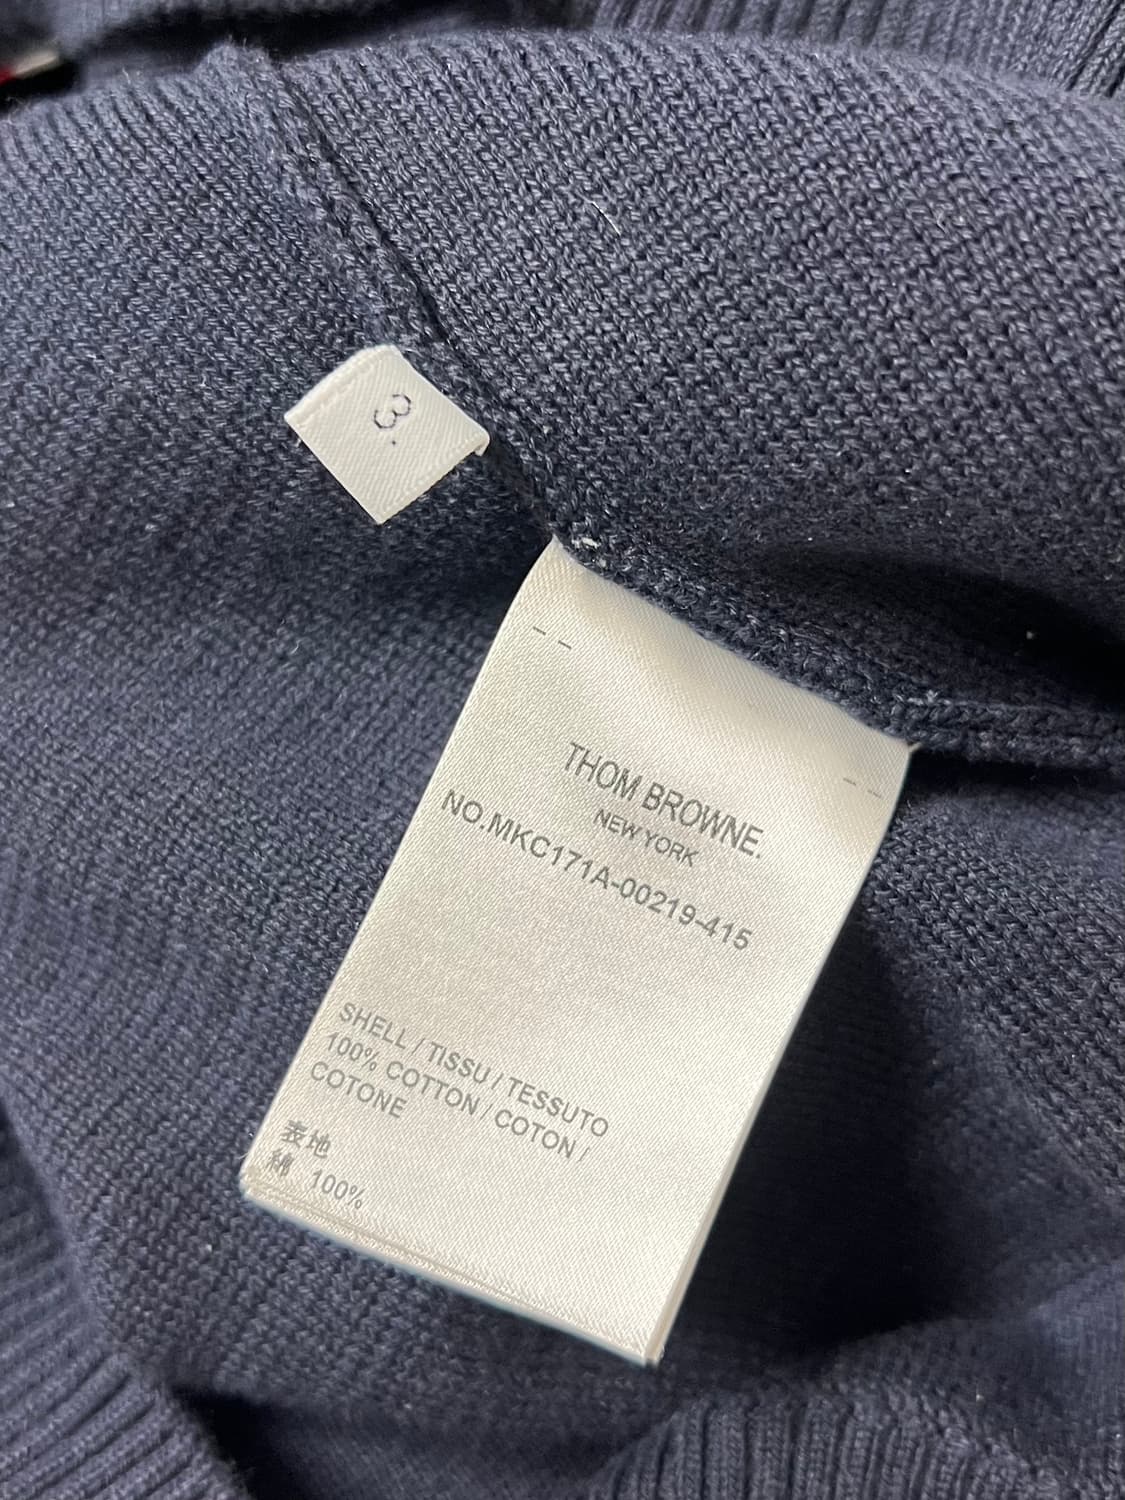 3.
THOM BROWNE.
NEW YORK
NO.MKC171A-00219-415
SHELL / TISSU / TESSUTO
100% COTTON / COTON /
COTONE
表地
綿 100%